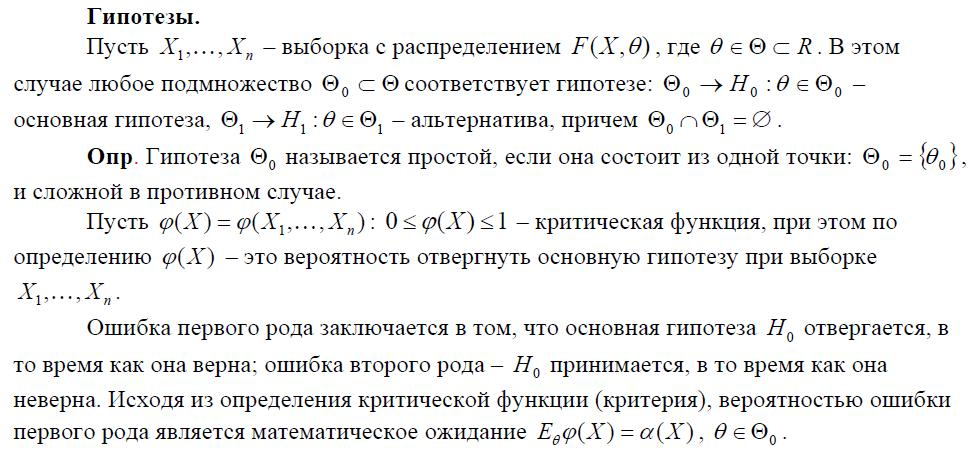 Гипотезы.
Пусть X₁,…,Xₙ – выборка с распределением F(X,θ), где θ ∈ Θ ⊂ R. В этом
случае любое подмножество Θ₀ ⊂ Θ соответствует гипотезе: Θ₀ → H₀ : θ ∈ Θ₀ –
основная гипотеза, Θ₁ → H₁ : θ ∈ Θ₁ – альтернатива, причем Θ₀ ∩ Θ₁ = ∅.
Опр. Гипотеза Θ₀ называется простой, если она состоит из одной точки: Θ₀ = {θ₀},
и сложной в противном случае.
Пусть φ(X) = φ(X₁,…,Xₙ): 0 ≤ φ(X) ≤ 1 – критическая функция, при этом по
определению φ(X) – это вероятность отвергнуть основную гипотезу при выборке
X₁,…,Xₙ.
Ошибка первого рода заключается в том, что основная гипотеза H₀ отвергается, в
то время как она верна; ошибка второго рода – H₀ принимается, в то время как она
неверна. Исходя из определения критической функции (критерия), вероятностью ошибки
первого рода является математическое ожидание E_θφ(X) = α(X), θ ∈ Θ₀.